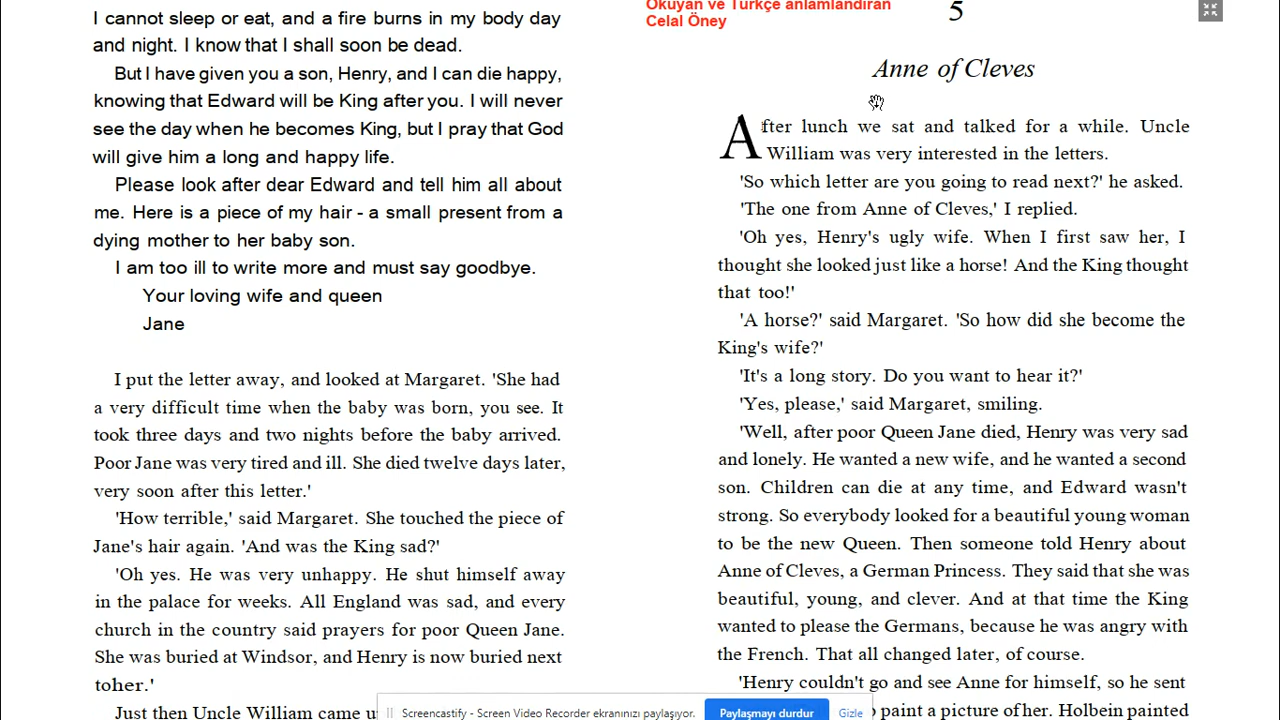 I cannot sleep or eat, and a fire burns in my body day
and night. I know that I shall soon be dead.
But I have given you a son, Henry, and I can die happy,
knowing that Edward will be King after you. I will never
see the day when he becomes King, but I pray that God
will give him a long and happy life.
Please look after dear Edward and tell him all about
me. Here is a piece of my hair - a small present from a
dying mother to her baby son.
I am too ill to write more and must say goodbye.
Your loving wife and queen
Jane
I put the letter away, and looked at Margaret. 'She had
a very difficult time when the baby was born, you see. It
took three days and two nights before the baby arrived.
Poor Jane was very tired and ill. She died twelve days later,
very soon after this letter.'
'How terrible,' said Margaret. She touched the piece of
Jane's hair again. 'And was the King sad?'
'Oh yes. He was very unhappy. He shut himself away
in the palace for weeks. All England was sad, and every
church in the country said prayers for poor Queen Jane.
She was buried at Windsor, and Henry is now buried next
toher.'
Just then Uncle William came
Okuyan ve Türkçe anlamlandıran
Celal Öney
5
Anne of Cleves
After lunch we sat and talked for a while. Uncle
William was very interested in the letters.
'So which letter are you going to read next?' he asked.
'The one from Anne of Cleves,' I replied.
'Oh yes, Henry's ugly wife. When I first saw her, I
thought she looked just like a horse! And the King thought
that too!'
'A horse?' said Margaret. 'So how did she become the
King's wife?'
'It's a long story. Do you want to hear it?'
'Yes, please,' said Margaret, smiling.
'Well, after poor Queen Jane died, Henry was very sad
and lonely. He wanted a new wife, and he wanted a second
son. Children can die at any time, and Edward wasn't
strong. So everybody looked for a beautiful young woman
to be the new Queen. Then someone told Henry about
Anne of Cleves, a German Princess. They said that she was
beautiful, young, and clever. And at that time the King
wanted to please the Germans, because he was angry with
the French. That all changed later, of course.
'Henry couldn't go and see Anne for himself, so he sent
paint a picture of her. Holbein painted
Screencastify - Screen Video Recorder ekranınızı paylaşıyor.
Paylaşmayı durdur
Gizle